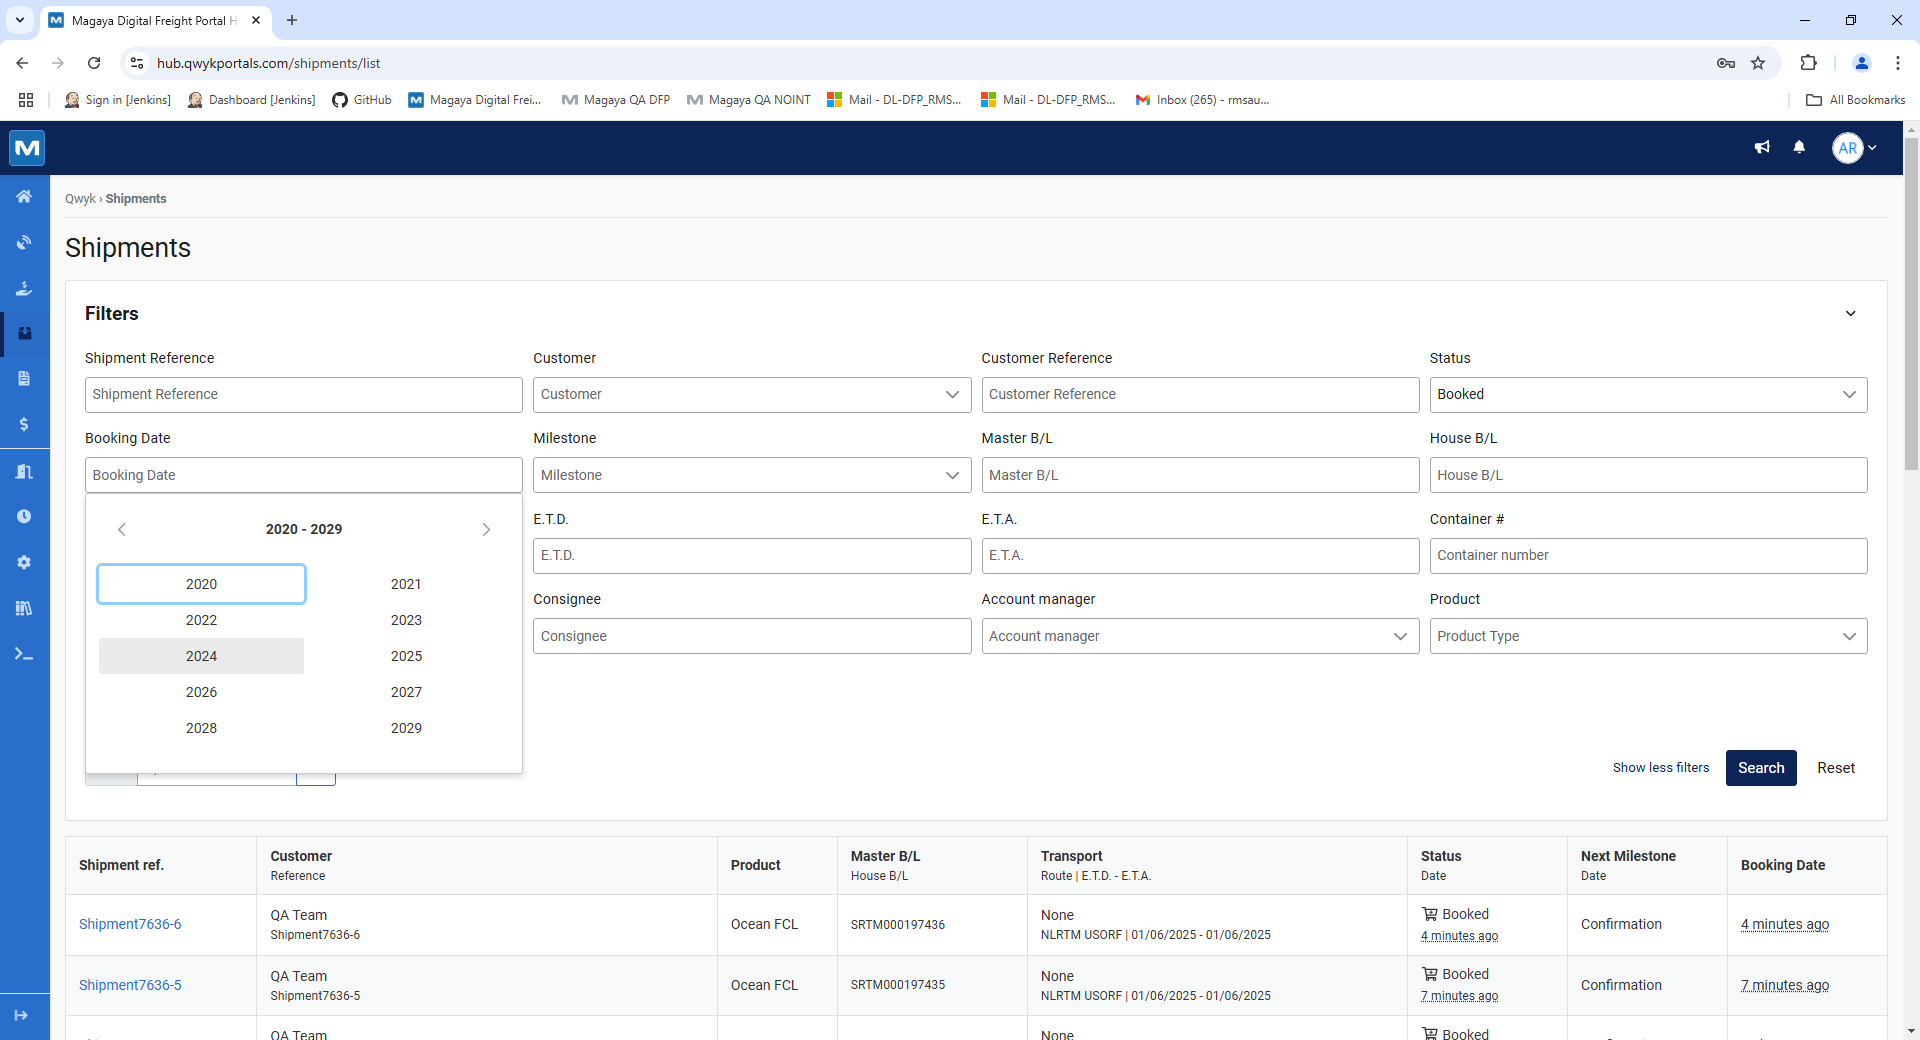 Magaya Digital Freight Portal H
hub.qwykportals.com/shipments/list
Sign in [Jenkins]
Dashboard [Jenkins]
GitHub
Magaya Digital Frei...
Magaya QA DFP
Magaya QA NOINT
Mail - DL-DFP_RMS...
Mail - DL-DFP_RMS...
Inbox (265) - rmsau...
All Bookmarks
AR
Qwyk › Shipments
Shipments
Filters
Shipment Reference
Customer
Customer Reference
Status
Shipment Reference
Customer
Customer Reference
Booked
Booking Date
Milestone
Master B/L
House B/L
Booking Date
Milestone
Master B/L
House B/L
2020 - 2029
E.T.D.
E.T.A.
Container #
E.T.D.
E.T.A.
Container number
2020
2021
2022
2023
2024
2025
2026
2027
2028
2029
Consignee
Account manager
Product
Consignee
Account manager
Product Type
Show less filters
Search
Reset
Shipment ref.
Customer
Reference
Product
Master B/L
House B/L
Transport
Route | E.T.D. - E.T.A.
Status
Date
Next Milestone
Date
Booking Date
Shipment7636-6
QA Team
Shipment7636-6
Ocean FCL
SRTM000197436
None
NLRTM USORF | 01/06/2025 - 01/06/2025
Booked
4 minutes ago
Confirmation
4 minutes ago
Shipment7636-5
QA Team
Shipment7636-5
Ocean FCL
SRTM000197435
None
NLRTM USORF | 01/06/2025 - 01/06/2025
Booked
7 minutes ago
Confirmation
7 minutes ago
QA Team
None
Booked